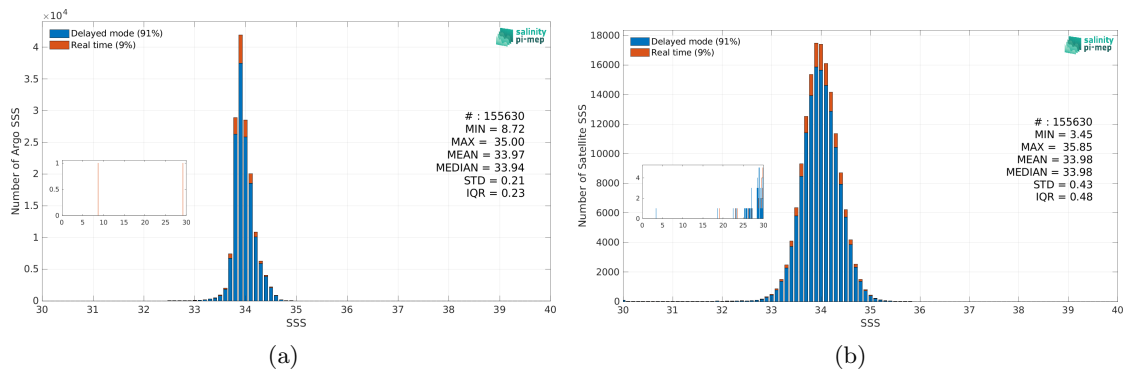 ×10⁴
Delayed mode (91%)
Real time (9%)
salinity
pi-mep
4
3.5
3
2.5
2
1.5
1
0.5
0
Number of Argo SSS
# : 155630
MIN = 8.72
MAX = 35.00
MEAN = 33.97
MEDIAN = 33.94
STD = 0.21
IQR = 0.23
1
0.5
0
0 5 10 15 20 25 30
30 31 32 33 34 35 36 37 38 39 40
SSS
(a)
Delayed mode (91%)
Real time (9%)
salinity
pi-mep
18000
16000
14000
12000
10000
8000
6000
4000
2000
0
Number of Satellite SSS
# : 155630
MIN = 3.45
MAX = 35.85
MEAN = 33.98
MEDIAN = 33.98
STD = 0.43
IQR = 0.48
4
2
0
0 5 10 15 20 25 30
30 31 32 33 34 35 36 37 38 39 40
SSS
(b)